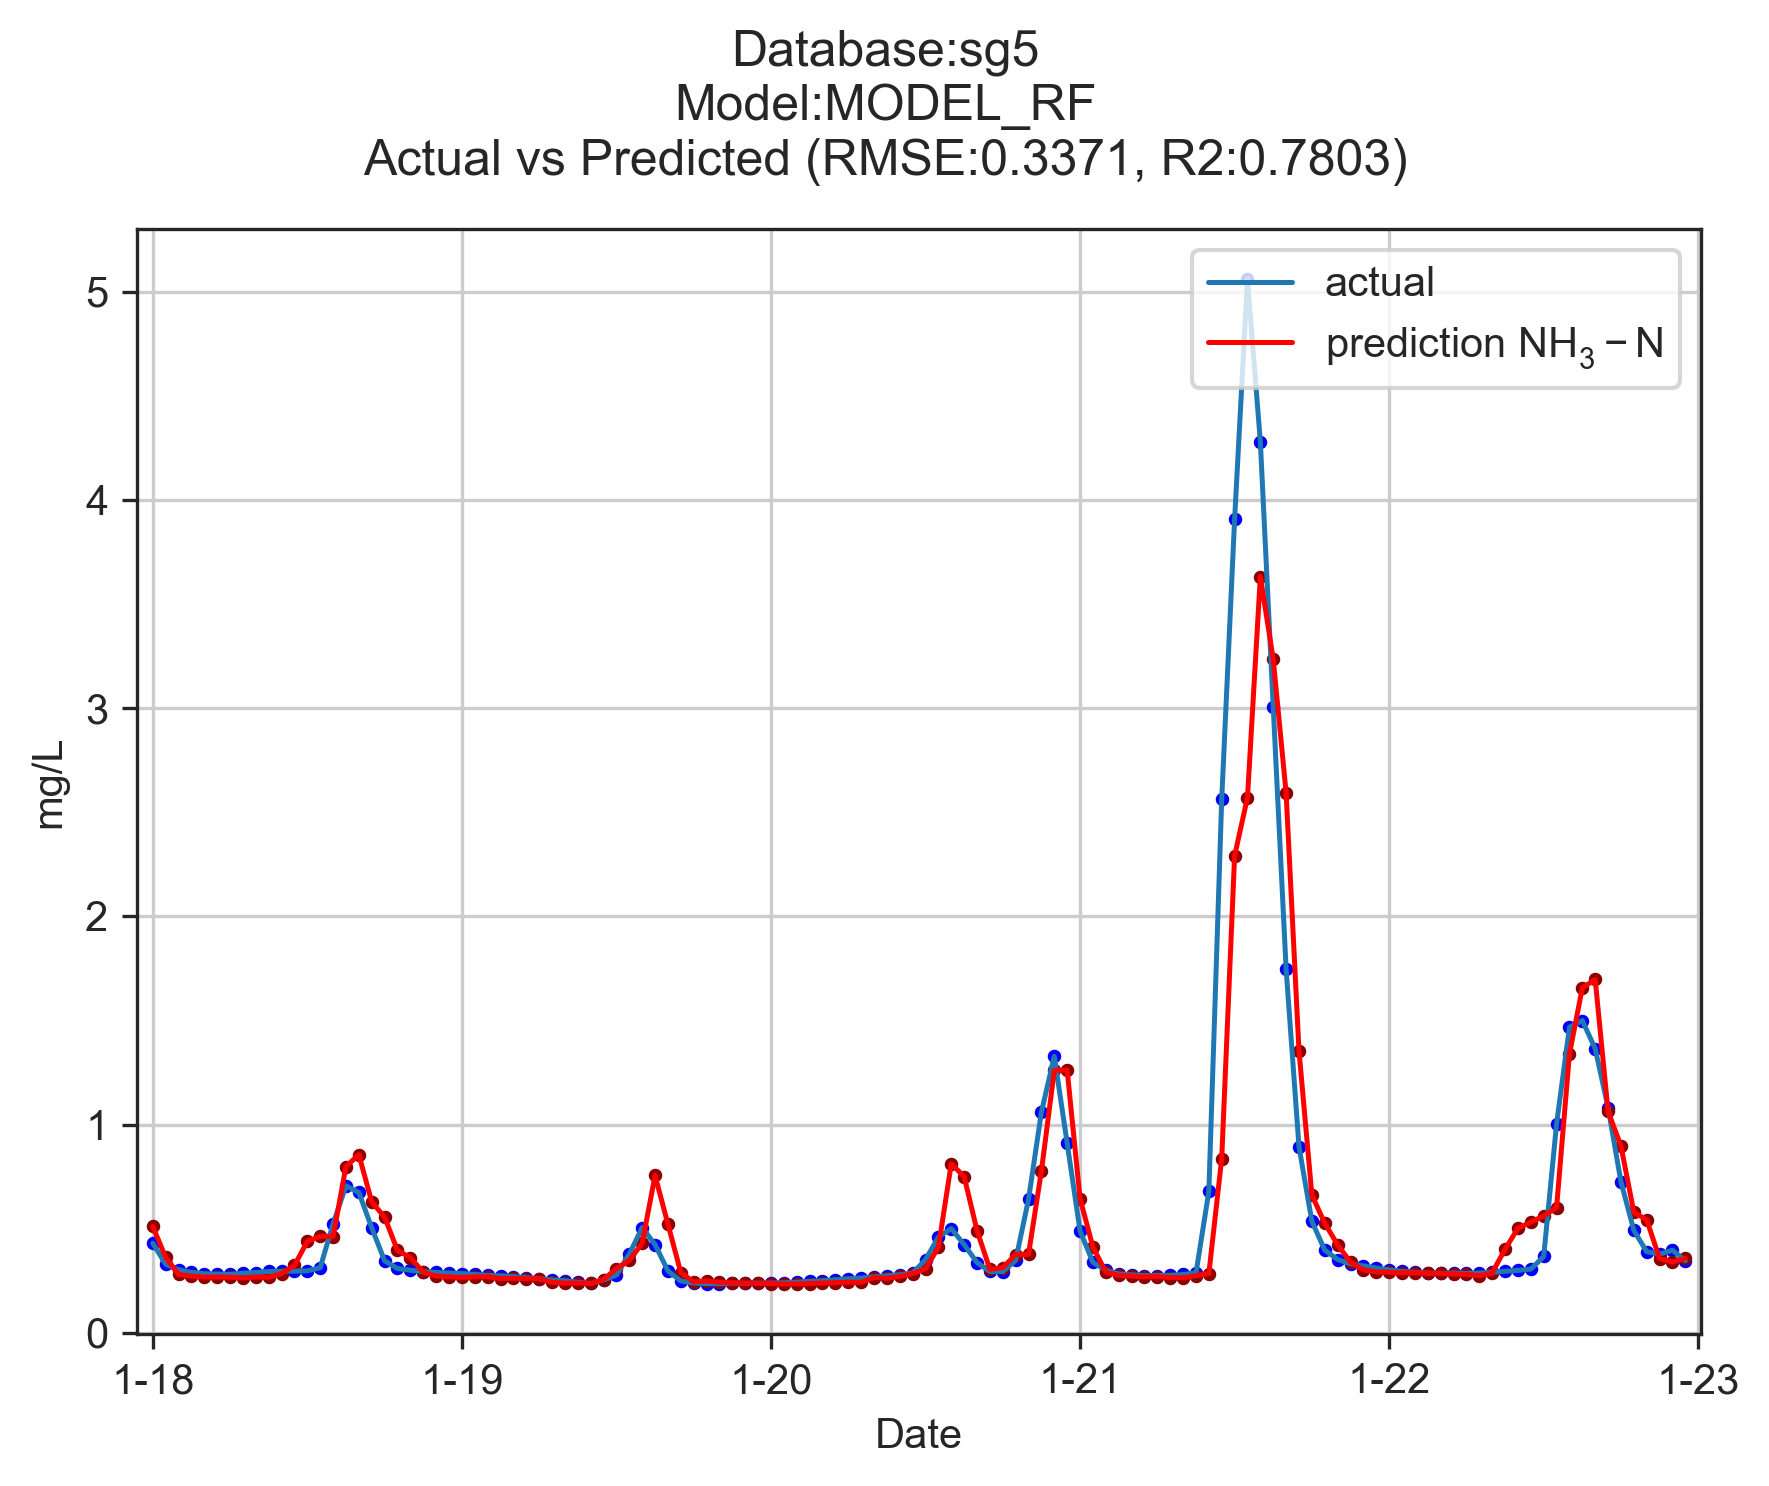 Database:sg5
Model:MODEL_RF
Actual vs Predicted (RMSE:0.3371, R2:0.7803)
actual
prediction NH₃ − N
5
4
3
2
1
0
mg/L
1-18 1-19 1-20 1-21 1-22 1-23
Date